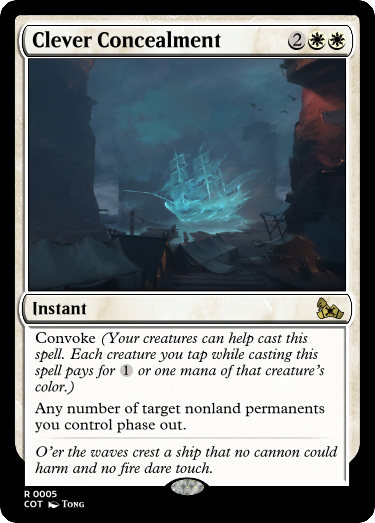 Clever Concealment 2
Instant
Convoke (Your creatures can help cast this
spell. Each creature you tap while casting this
spell pays for 1 or one mana of that creature's
color.)
Any number of target nonland permanents
you control phase out.
O'er the waves crest a ship that no cannon could
harm and no fire dare touch.
R 0005
COT Tong